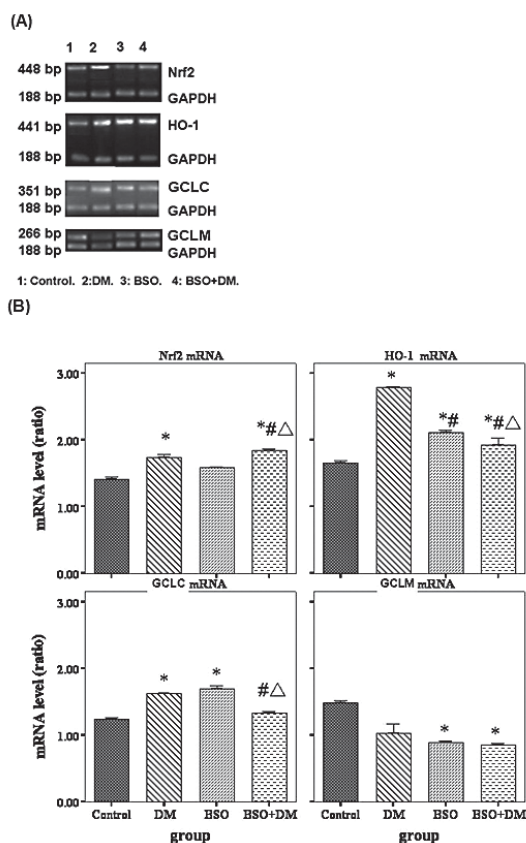 (A)
1 2 3 4
448 bp Nrf2
188 bp GAPDH
441 bp HO-1
188 bp GAPDH
351 bp GCLC
188 bp GAPDH
266 bp GCLM
188 bp GAPDH
1: Control. 2:DM. 3: BSO. 4: BSO+DM.
(B)
Nrf2 mRNA HO-1 mRNA
mRNA level (ratio)
3.00
2.00
1.00
0.00
* *#△
* *# *#△
GCLC mRNA GCLM mRNA
mRNA level (ratio)
3.00
2.00
1.00
0.00
* * #△
* *
Control DM BSO BSO+DM Control DM BSO BSO+DM
group group